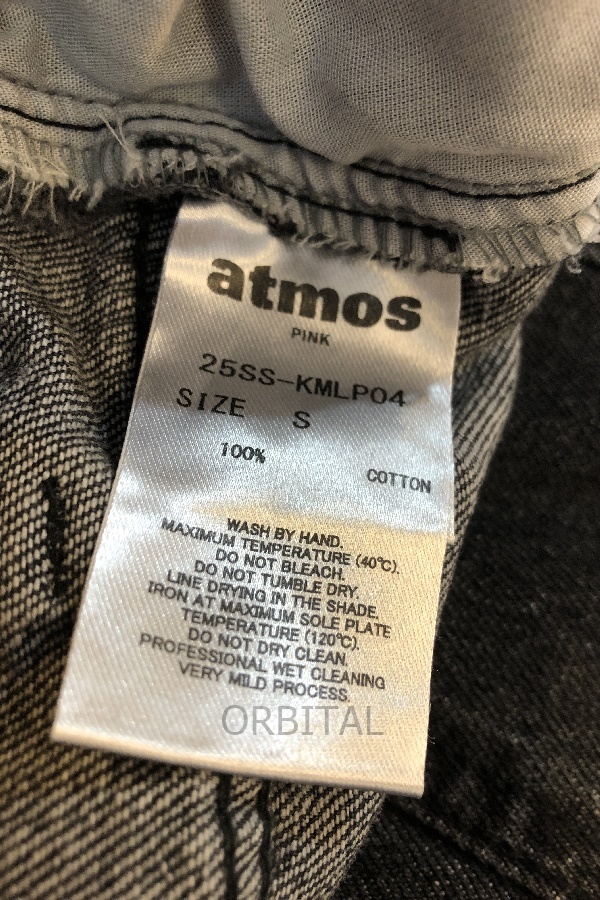 atmos
PINK
25SS-KMLP04
SIZE S
100% COTTON
WASH BY HAND.
MAXIMUM TEMPERATURE (40℃).
DO NOT BLEACH.
DO NOT TUMBLE DRY.
LINE DRYING IN THE SHADE.
IRON AT MAXIMUM SOLE PLATE
TEMPERATURE (120℃).
DO NOT DRY CLEAN.
PROFESSIONAL WET CLEANING
VERY MILD PROCESS.
ORBITAL